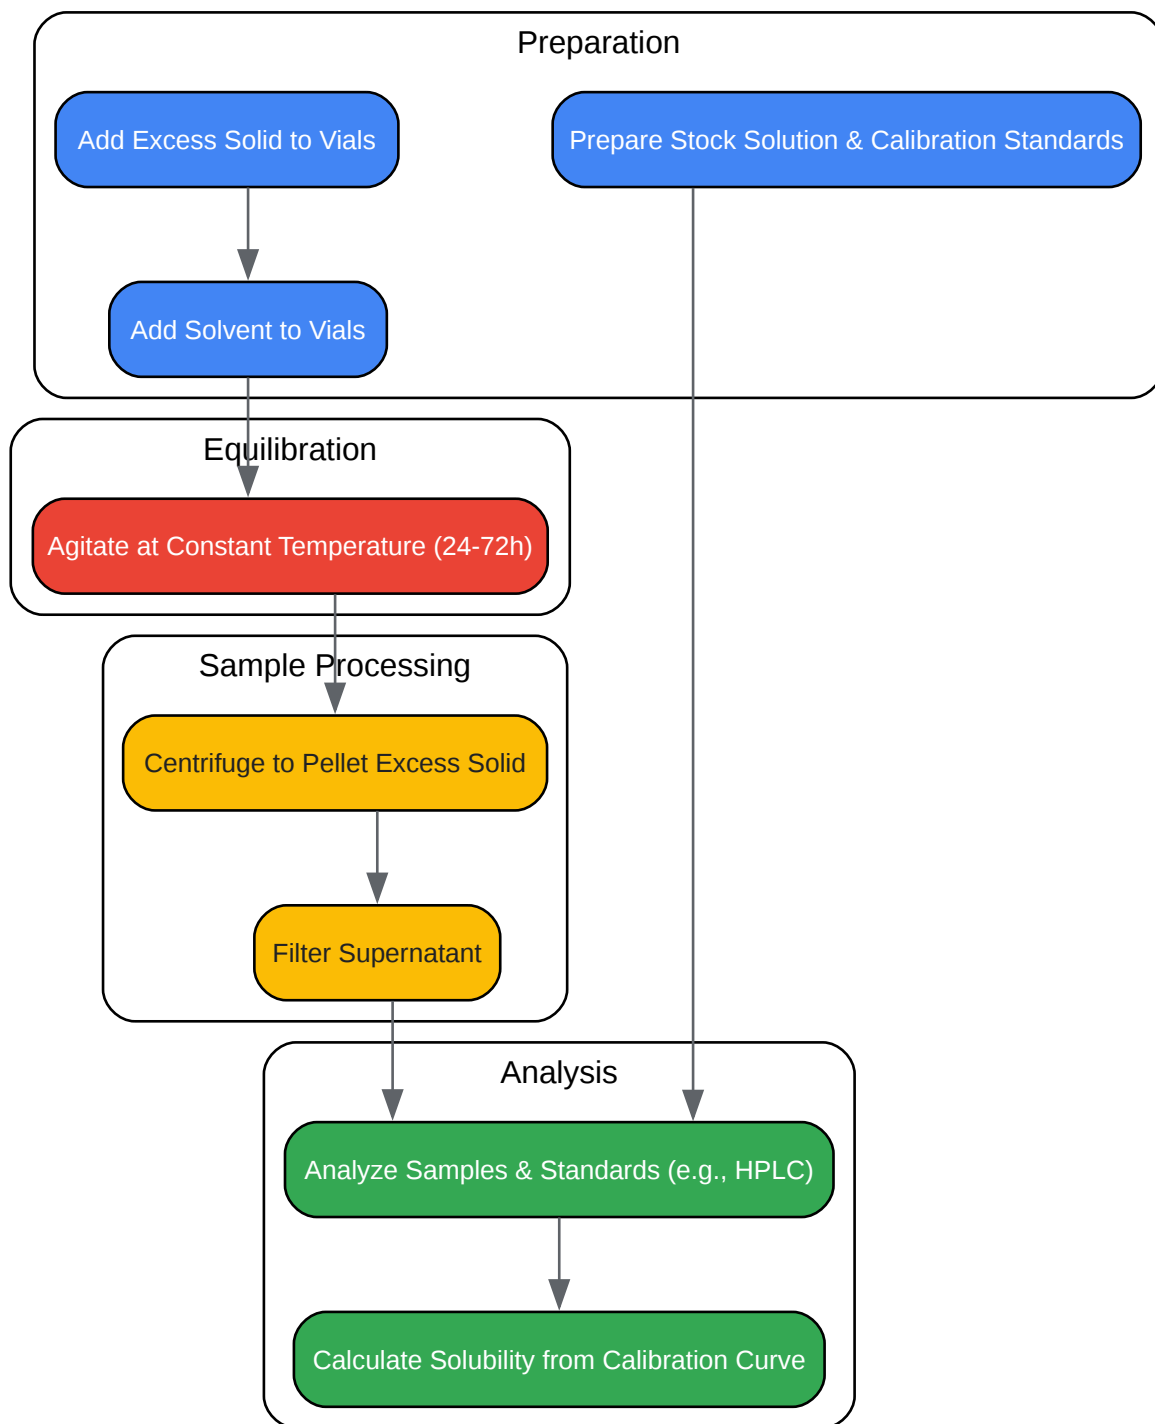 Preparation
Add Excess Solid to Vials
Prepare Stock Solution & Calibration Standards
Add Solvent to Vials
Equilibration
Agitate at Constant Temperature (24-72h)
Sample Processing
Centrifuge to Pellet Excess Solid
Filter Supernatant
Analysis
Analyze Samples & Standards (e.g., HPLC)
Calculate Solubility from Calibration Curve